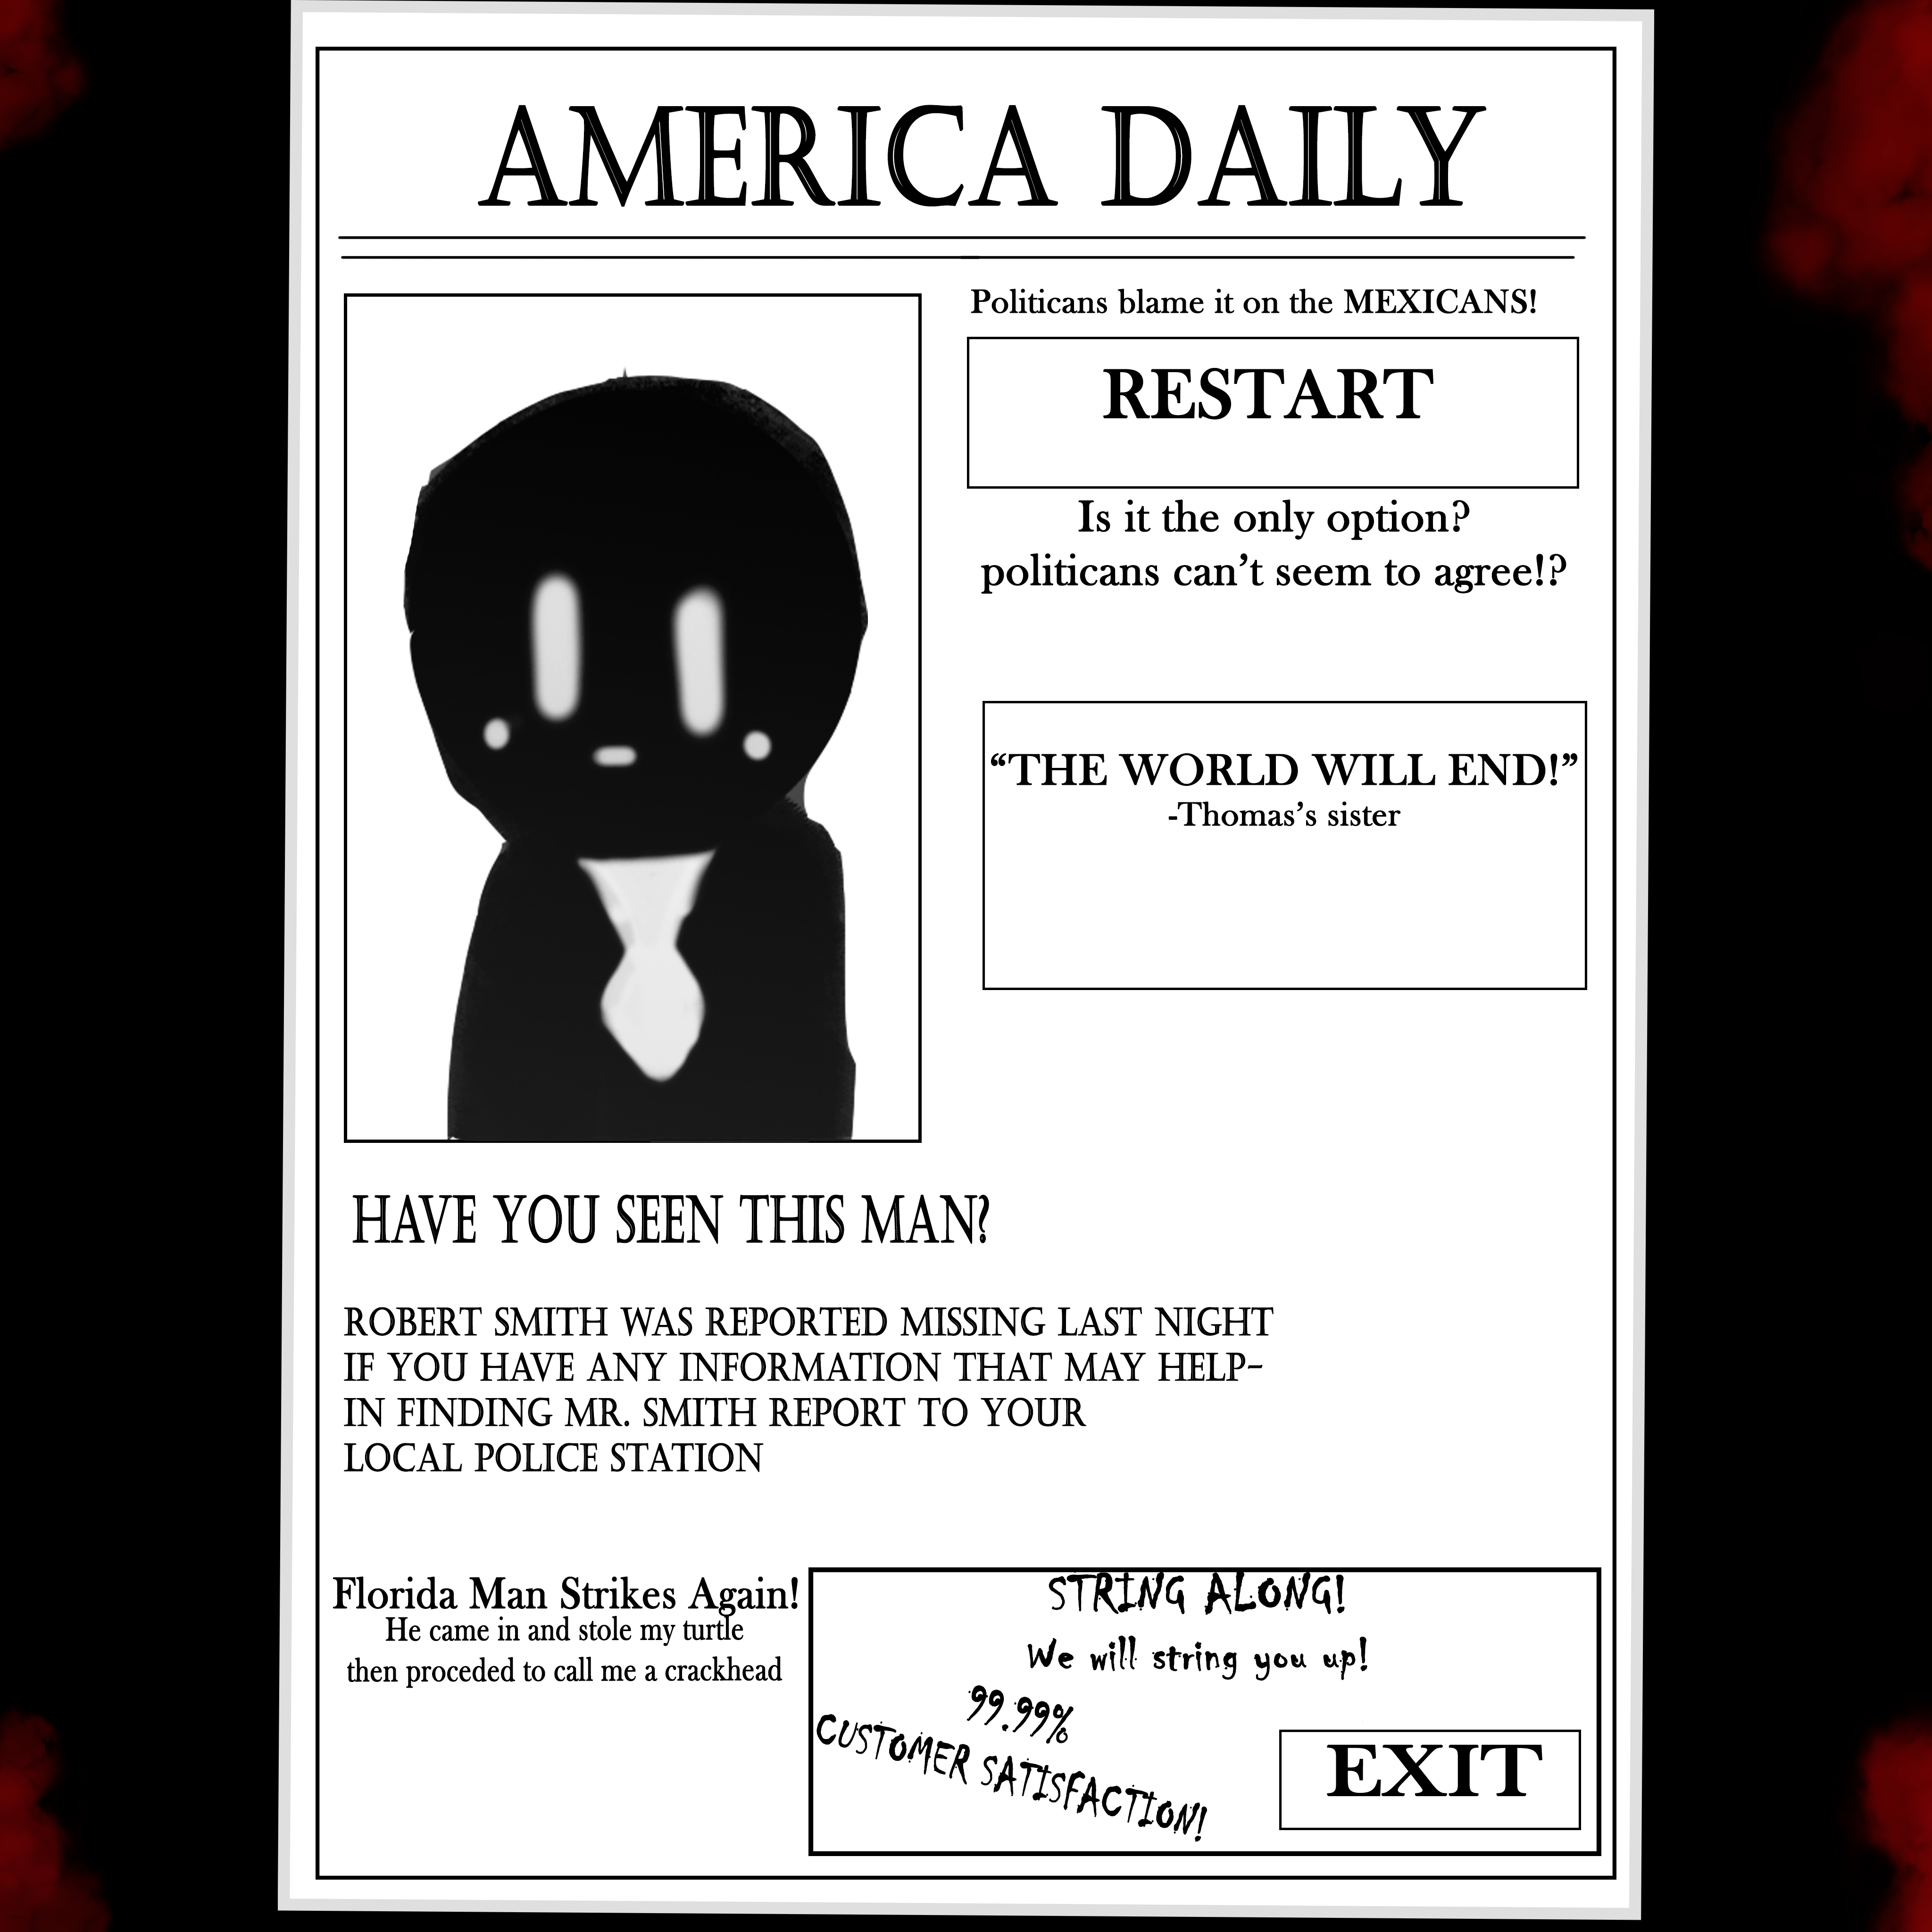 AMERICA DAILY
Politicans blame it on the MEXICANS!
RESTART
Is it the only option?
politicans can't seem to agree!?
“THE WORLD WILL END!”
-Thomas’s sister
HAVE YOU SEEN THIS MAN?
ROBERT SMITH WAS REPORTED MISSING LAST NIGHT
IF YOU HAVE ANY INFORMATION THAT MAY HELP-
IN FINDING MR. SMITH REPORT TO YOUR
LOCAL POLICE STATION
Florida Man Strikes Again!
He came in and stole my turtle
then proceded to call me a crackhead
STRING ALONG!
We will string you up!
99.99%
CUSTOMER SATISFACTION!
EXIT